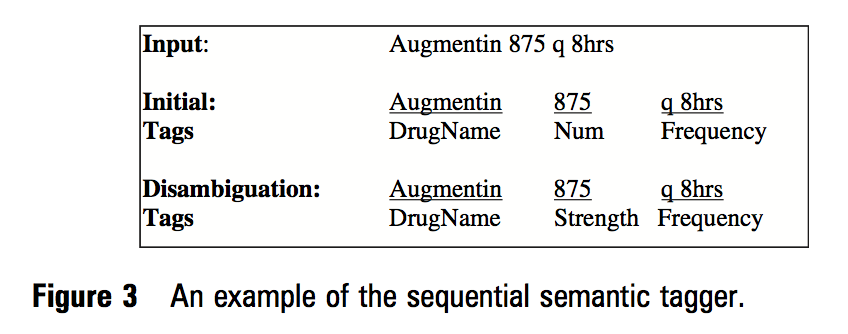 Input: Augmentin 875 q 8hrs
Initial: Augmentin 875 q 8hrs
Tags DrugName Num Frequency
Disambiguation: Augmentin 875 q 8hrs
Tags DrugName Strength Frequency
Figure 3 An example of the sequential semantic tagger.